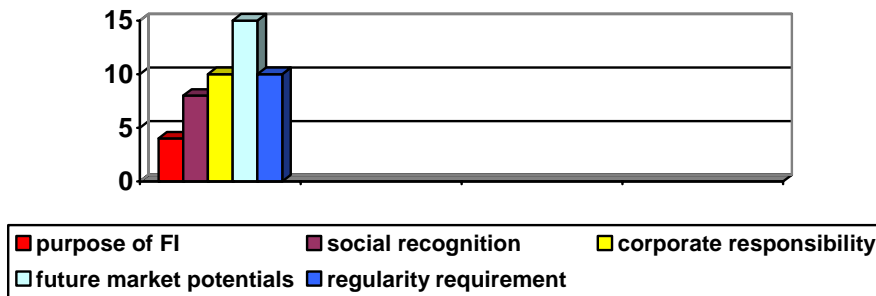 15
10
5
0
purpose of FI social recognition corporate responsibility
future market potentials regularity requirement